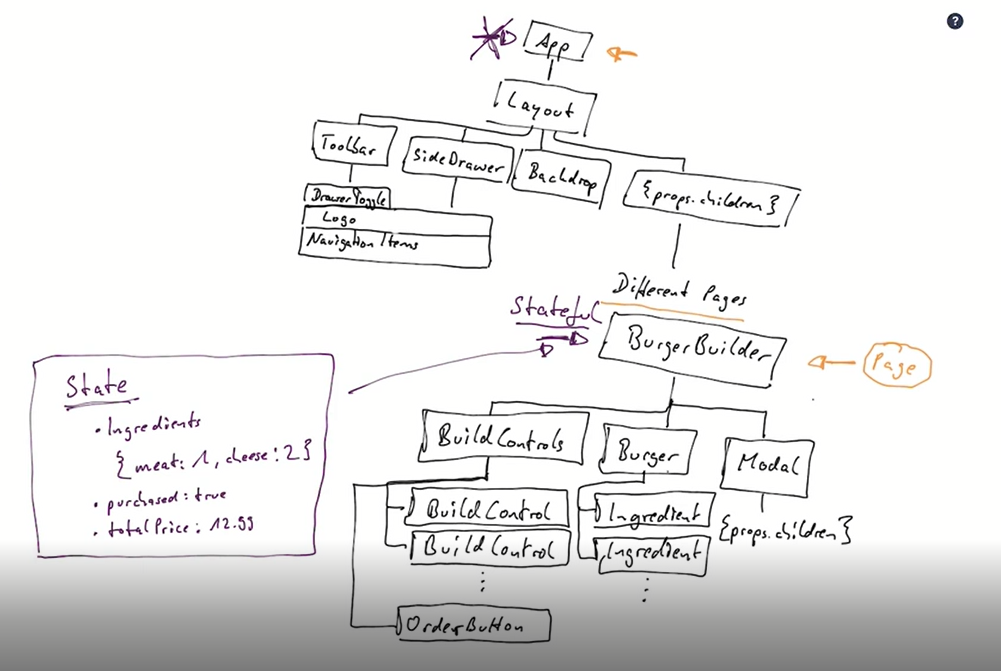 ?
App
Layout
Toolbar
SideDrawer
Backdrop
{props.children}
DrawerToggle
Logo
Navigation Items
Different Pages
Stateful
BurgerBuilder
Page
State
• Ingredients
{meat: 1, cheese: 2}
• purchased: true
• totalPrice: 12.99
BuildControls
Burger
Modal
BuildControl
Ingredient
{props.children}
BuildControl
Ingredient
OrderButton